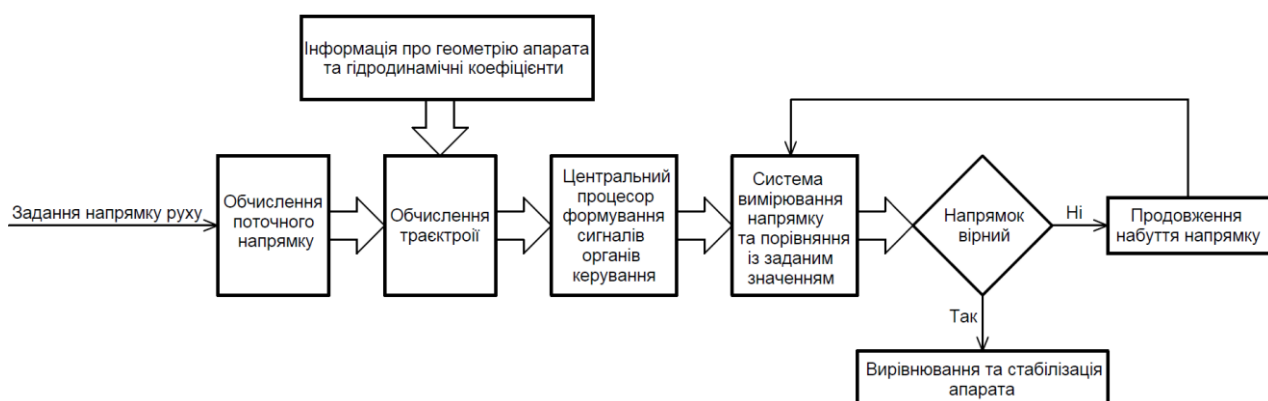 Інформація про геометрію апарата
та гідродинамічні коефіцієнти
Задання напрямку руху
Обчислення
поточного
напрямку
Обчислення
траєктроії
Центральний
процесор
формування
сигналів
органів
керування
Система
вимірювання
напрямку
та порівняння
із заданим
значенням
Напрямок
вірний
Ні
Продовження
набуття напрямку
Так
Вирівнювання та стабілізація
апарата